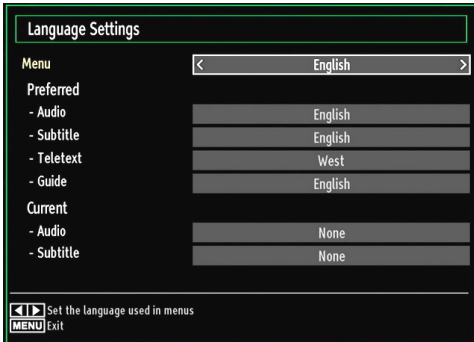 Language Settings
Menu < English >
Preferred
- Audio English
- Subtitle English
- Teletext West
- Guide English
Current
- Audio None
- Subtitle None
Set the language used in menus
MENU Exit